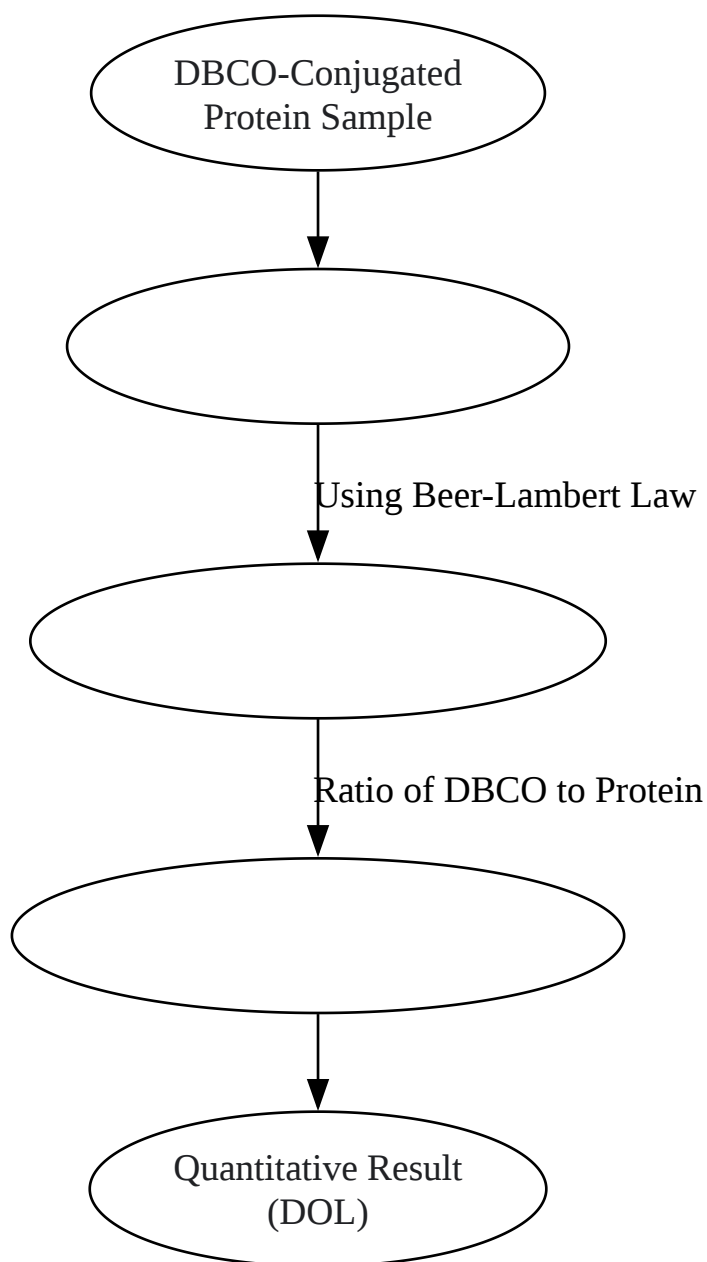 DBCO-Conjugated
Protein Sample
Using Beer-Lambert Law
Ratio of DBCO to Protein
Quantitative Result
(DOL)